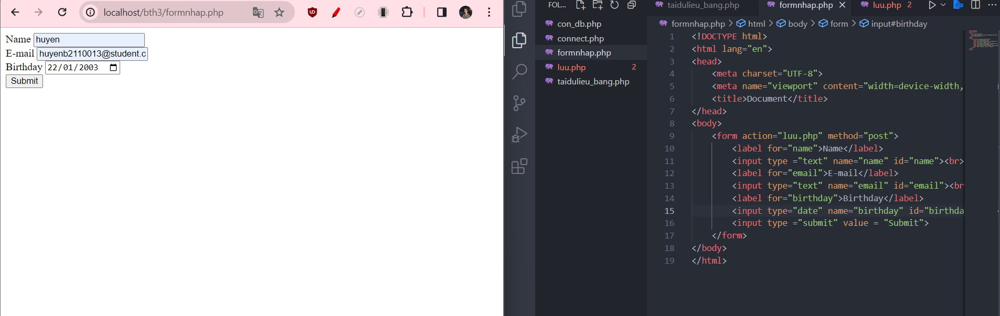 localhost/bth3/formnhap.php
Name huyen
E-mail huyenb2110013@student.c
Birthday 22/01/2003
Submit
FOL...
con_db.php
connect.php
formnhap.php
luu.php 2
taidulieu_bang.php
taidulieu_bang.php formnhap.php luu.php 2
formnhap.php > html > body > form > input#birthday
1 <!DOCTYPE html>
2 <html lang="en">
3 <head>
4 <meta charset="UTF-8">
5 <meta name="viewport" content="width=device-width,
6 <title>Document</title>
7 </head>
8 <body>
9 <form action="luu.php" method="post">
10 <label for="name">Name</label>
11 <input type ="text" name="name" id="name"><br>
12 <label for="email">E-mail</label>
13 <input type="text" name="email" id="email"><br
14 <label for="birthday">Birthday</label>
15 <input type="date" name="birthday" id="birthda
16 <input type ="submit" value = "Submit">
17 </form>
18 </body>
19 </html>